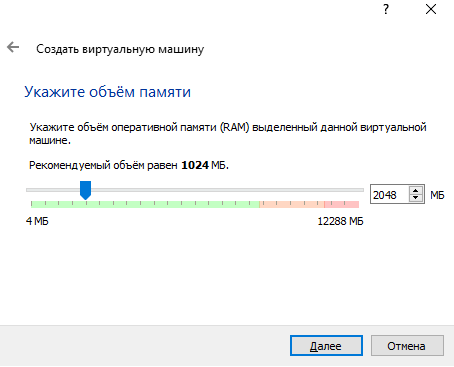 ?
Создать виртуальную машину
Укажите объём памяти
Укажите объём оперативной памяти (RAM) выделенный данной виртуальной
машине.
Рекомендуемый объём равен 1024 МБ.
2048 МБ
4 МБ 12288 МБ
Далее Отмена